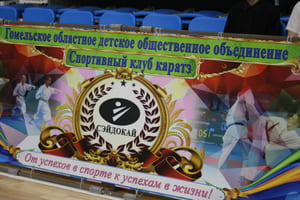 Гомельское областное детское общественное объединение
Спортивный клуб каратэ
СЭЙДОКАЙ
От успехов в спорте к успехам в жизни!